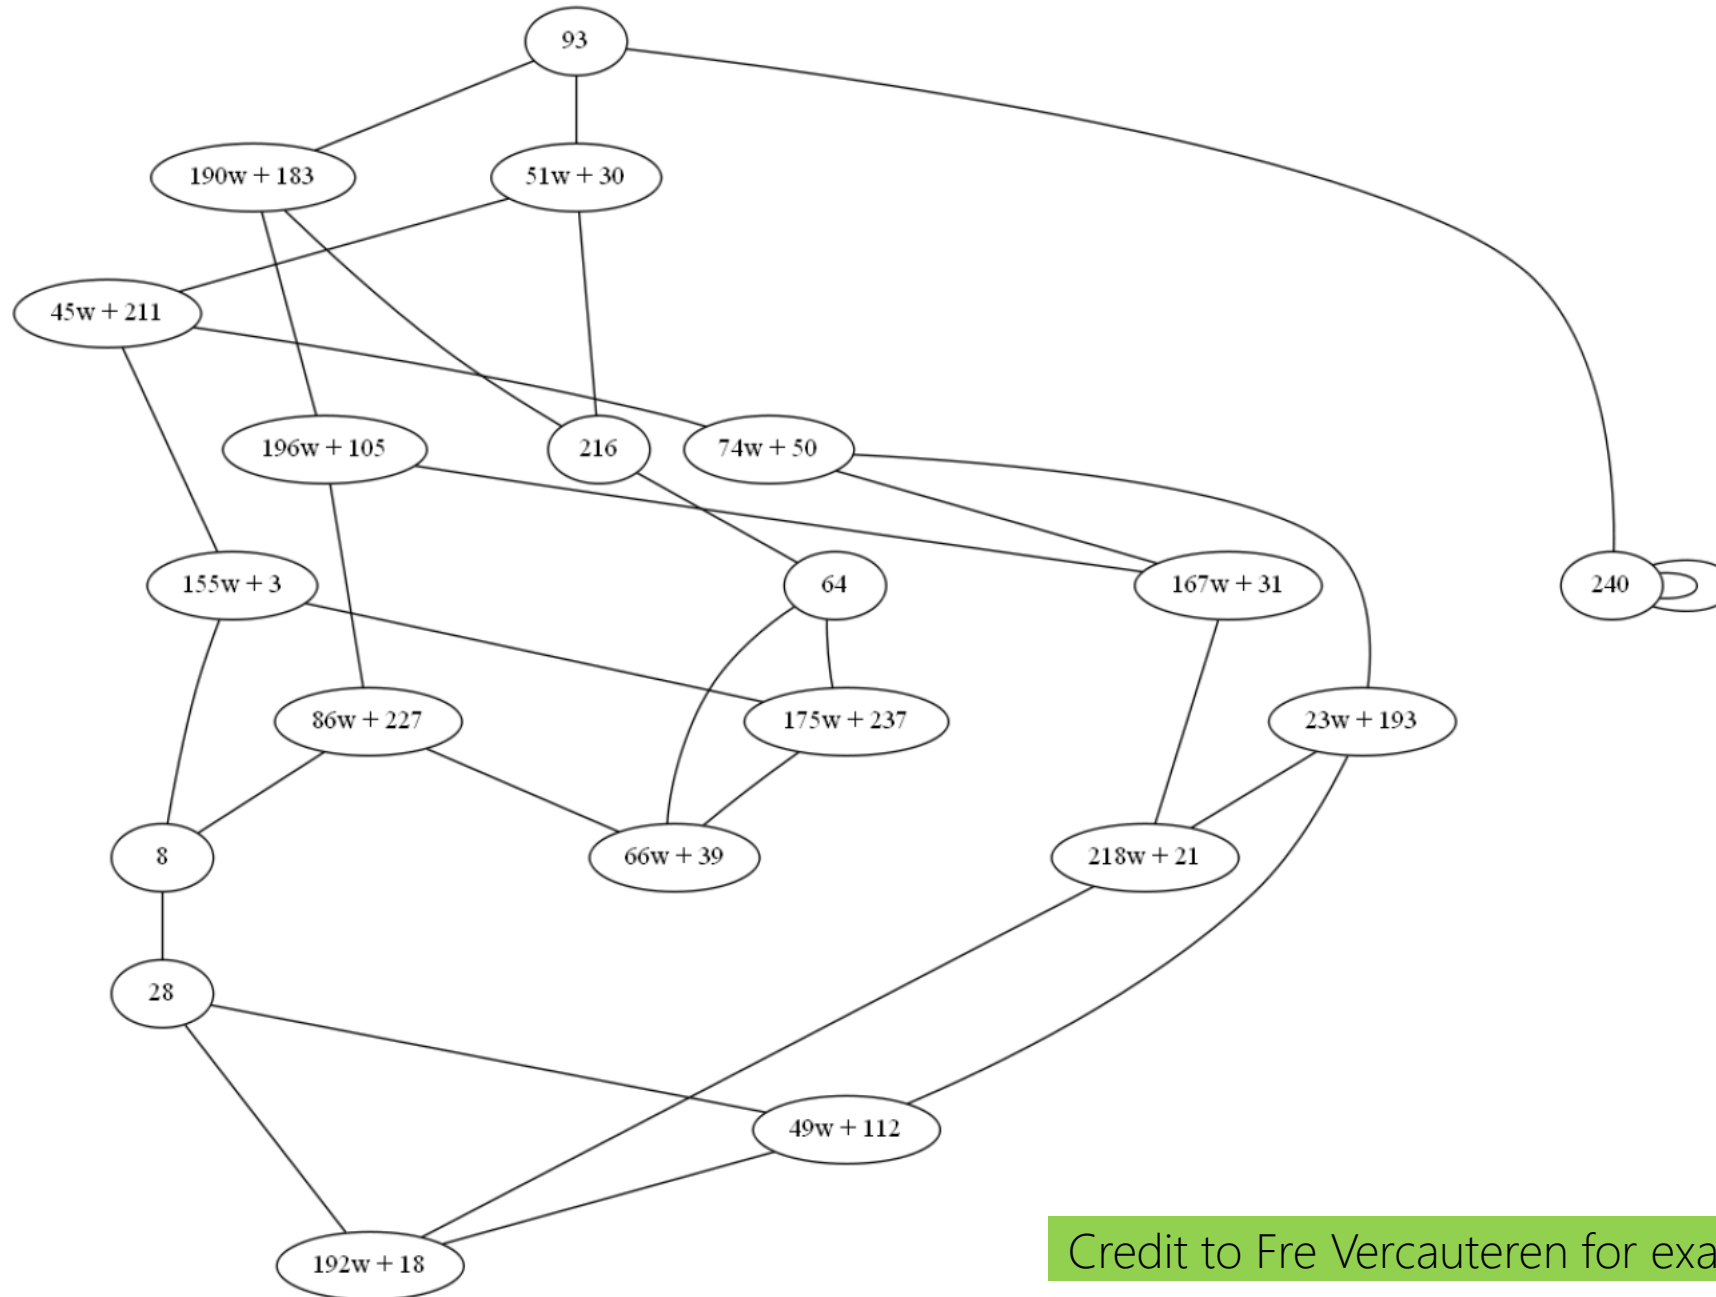 93
190w + 183
51w + 30
45w + 211
196w + 105
216
74w + 50
155w + 3
64
167w + 31
240
86w + 227
175w + 237
23w + 193
8
66w + 39
218w + 21
28
49w + 112
192w + 18
Credit to Fre Vercauteren for exa